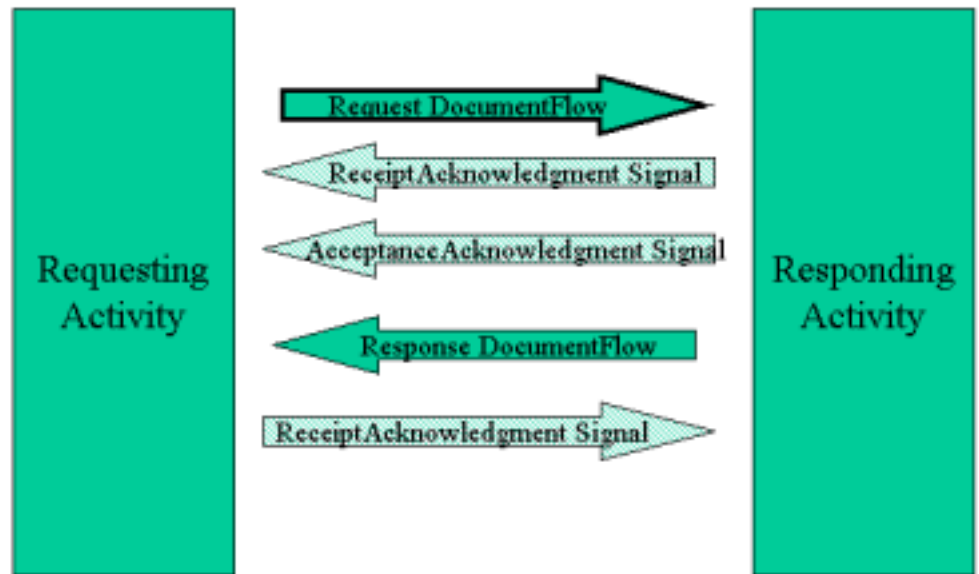 Request DocumentFlow
ReceiptAcknowledgment Signal
AcceptanceAcknowledgment Signal
Requesting
Activity
Responding
Activity
Response DocumentFlow
ReceiptAcknowledgment Signal